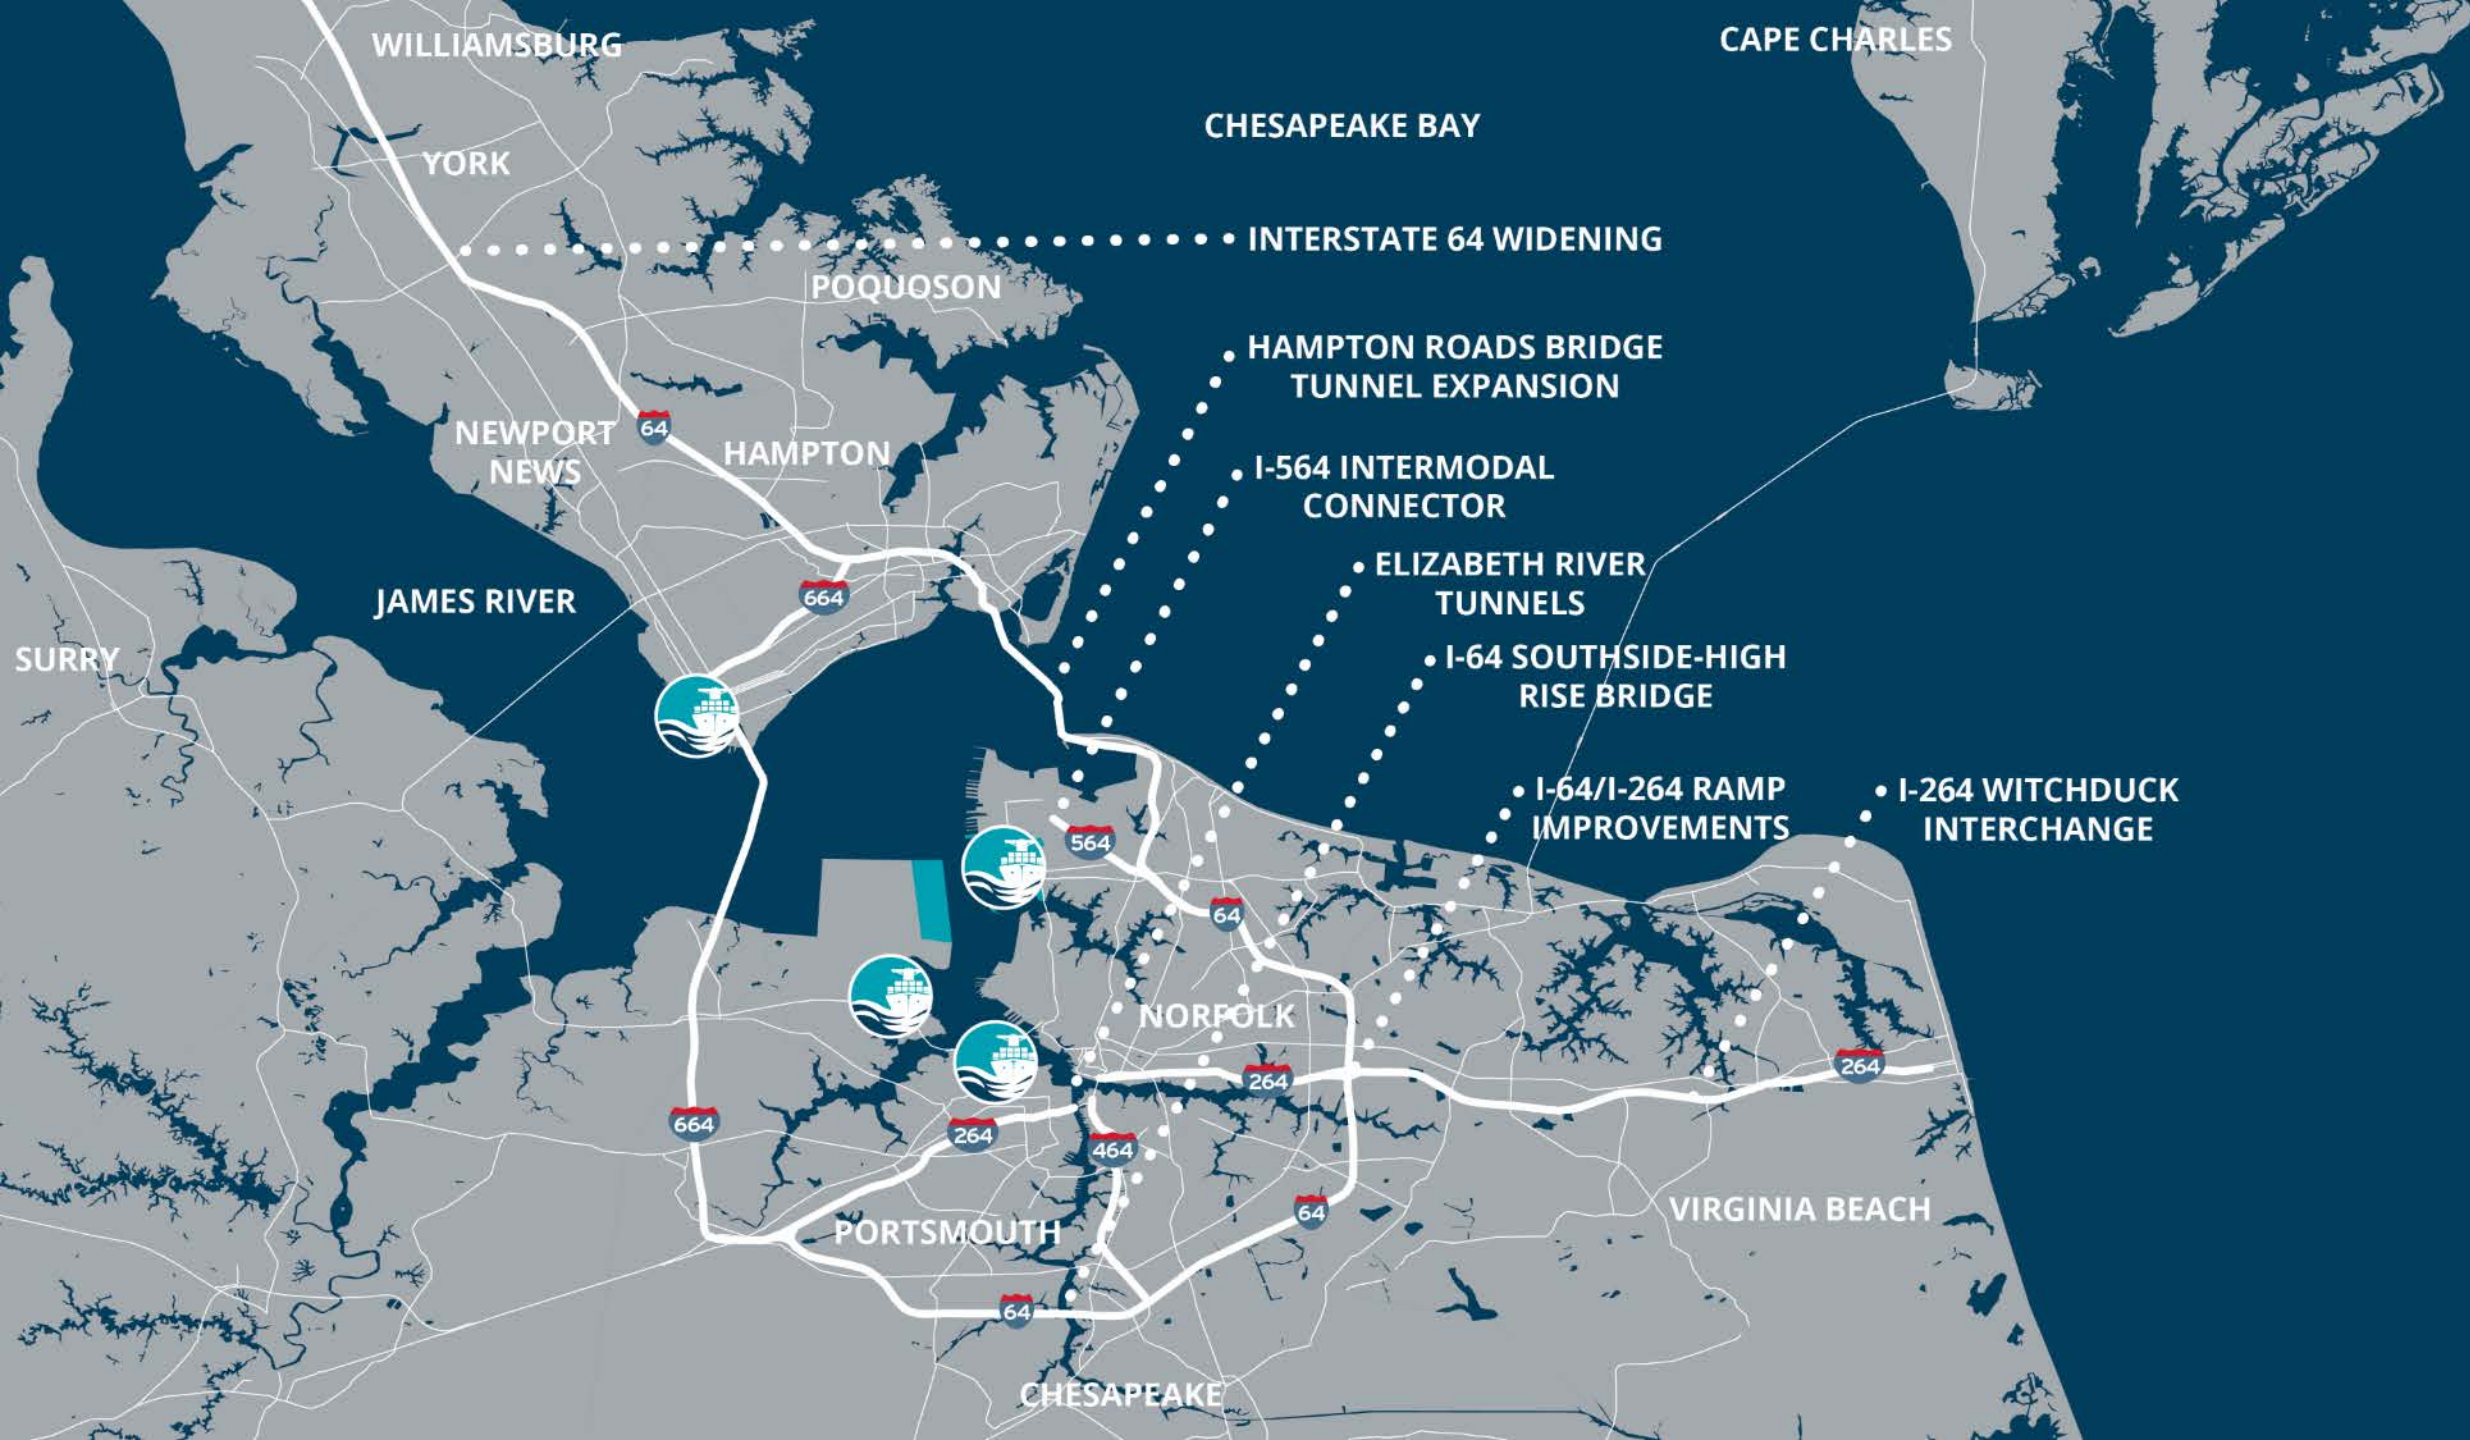 WILLIAMSBURG
CAPE CHARLES
CHESAPEAKE BAY
YORK
INTERSTATE 64 WIDENING
POQUOSON
HAMPTON ROADS BRIDGE
TUNNEL EXPANSION
NEWPORT
NEWS
64
HAMPTON
I-564 INTERMODAL
CONNECTOR
ELIZABETH RIVER
TUNNELS
JAMES RIVER
664
SURRY
I-64 SOUTHSIDE-HIGH
RISE BRIDGE
I-64/I-264 RAMP
IMPROVEMENTS
I-264 WITCHDUCK
INTERCHANGE
564
64
NORFOLK
264
264
664
264
464
64
VIRGINIA BEACH
PORTSMOUTH
64
CHESAPEAKE